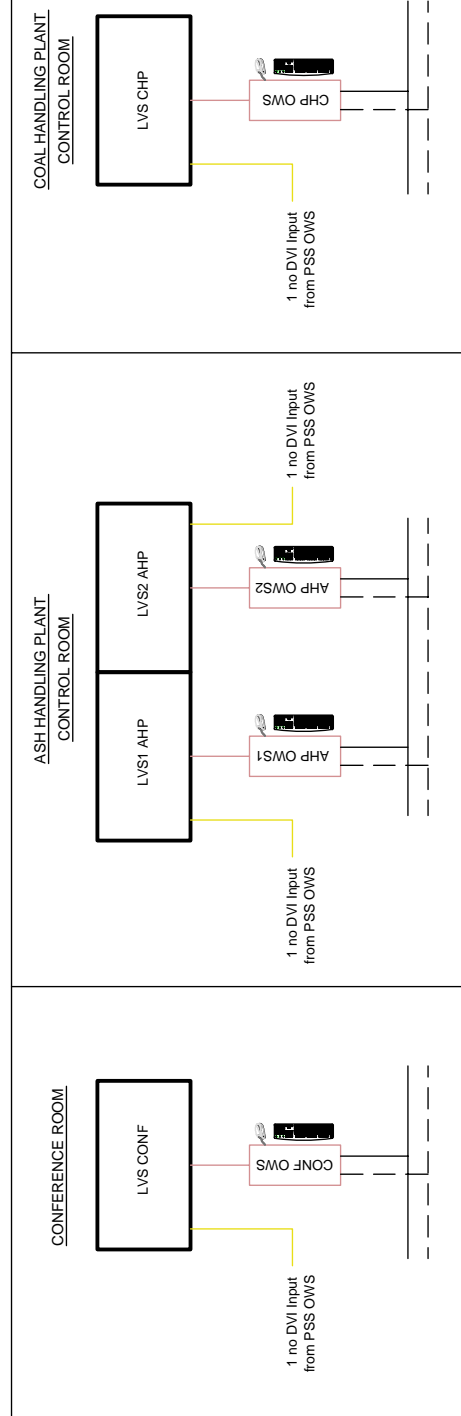 CONFERENCE ROOM
LVS CONF
CONF OWS
1 no DVI Input
from PSS OWS
ASH HANDLING PLANT
CONTROL ROOM
LVS1 AHP
LVS2 AHP
AHP OWS1
AHP OWS2
1 no DVI Input
from PSS OWS
1 no DVI Input
from PSS OWS
COAL HANDLING PLANT
CONTROL ROOM
LVS CHP
CHP OWS
1 no DVI Input
from PSS OWS